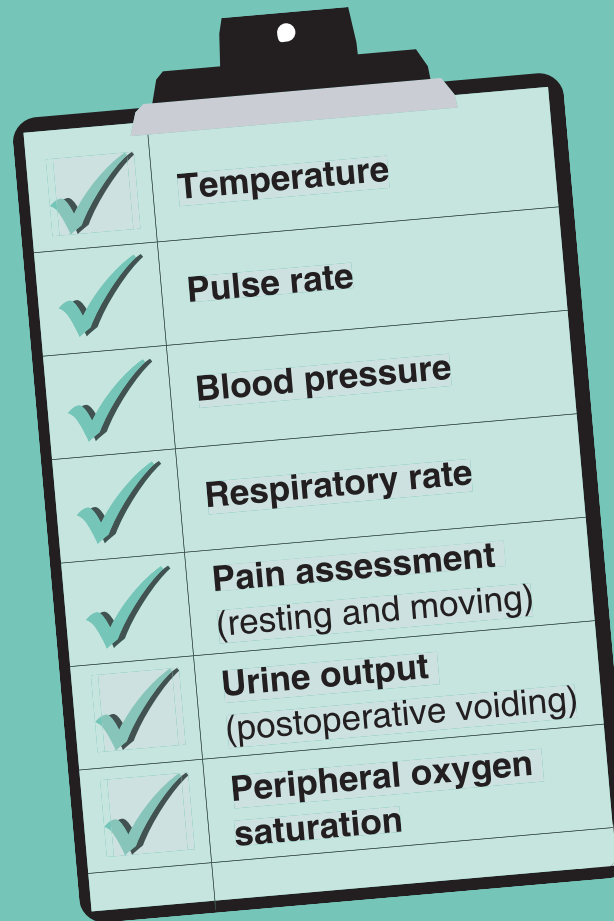 Temperature
Pulse rate
Blood pressure
Respiratory rate
Pain assessment
(resting and moving)
Urine output
(postoperative voiding)
Peripheral oxygen
saturation